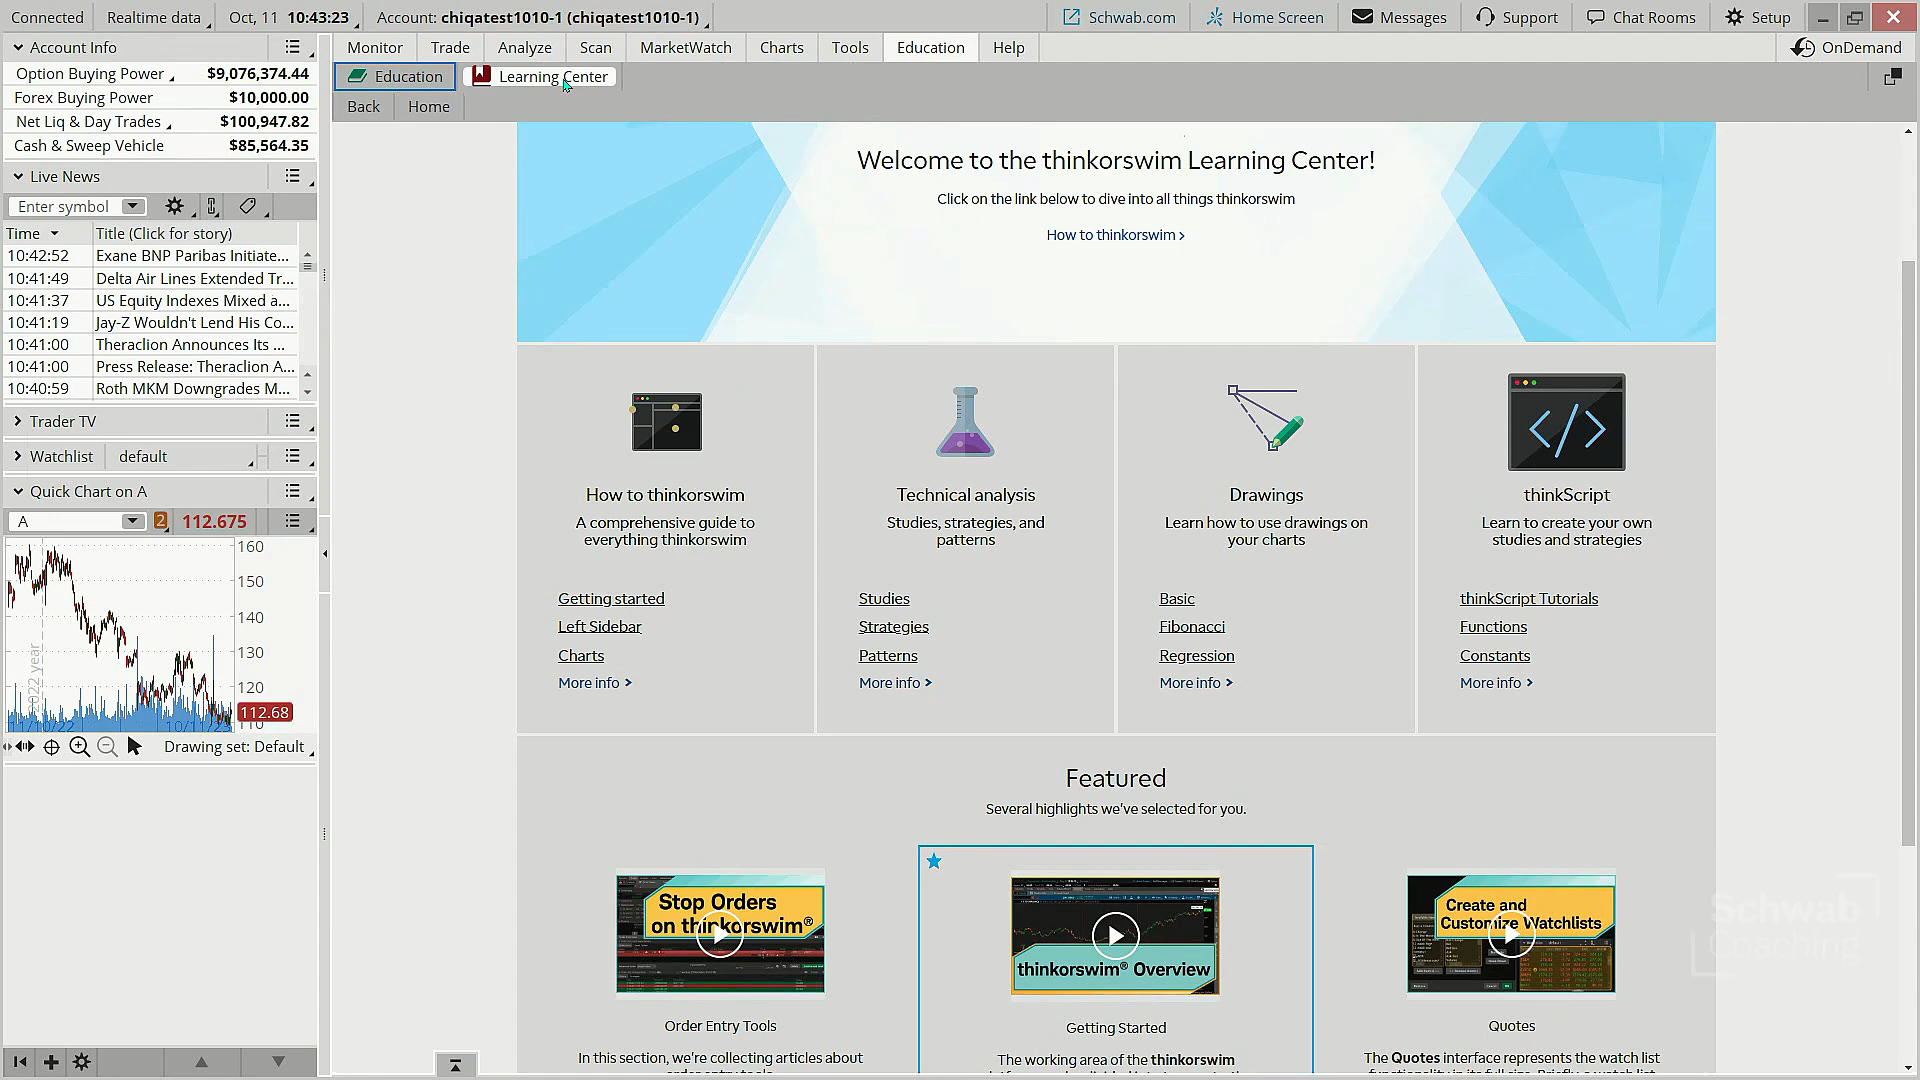 Connected Realtime data Oct, 11 10:43:23 Account: chiqatest1010-1 (chiqatest1010-1) Schwab.com Home Screen Messages Support Chat Rooms Setup
Account Info
Monitor Trade Analyze Scan MarketWatch Charts Tools Education Help OnDemand
Option Buying Power $9,076,374.44
Education Learning Center
Forex Buying Power $10,000.00
Back Home
Net Liq & Day Trades $100,947.82
Cash & Sweep Vehicle $85,564.35
Live News
Enter symbol
Time Title (Click for story)
10:42:52 Exane BNP Paribas Initiate...
10:41:49 Delta Air Lines Extended Tr...
10:41:37 US Equity Indexes Mixed a...
10:41:19 Jay-Z Wouldn't Lend His Co...
10:41:00 Theraclion Announces Its ...
10:41:00 Press Release: Theraclion A...
10:40:59 Roth MKM Downgrades M...
Trader TV
Watchlist default
Quick Chart on A
A 2 112.675
160
150
140
130
120
112.68
110
2022 year
11/10/22 10/11/23
Drawing set: Default
Welcome to the thinkorswim Learning Center!
Click on the link below to dive into all things thinkorswim
How to thinkorswim ›
How to thinkorswim
A comprehensive guide to
everything thinkorswim
Getting started
Left Sidebar
Charts
More info ›
Technical analysis
Studies, strategies, and
patterns
Studies
Strategies
Patterns
More info ›
Drawings
Learn how to use drawings on
your charts
Basic
Fibonacci
Regression
More info ›
</>
thinkScript
Learn to create your own
studies and strategies
thinkScript Tutorials
Functions
Constants
More info ›
Featured
Several highlights we've selected for you.
Stop Orders
on thinkorswim®
Order Entry Tools
In this section, we're collecting articles about
thinkorswim® Overview
Getting Started
The working area of the thinkorswim
Create and
Customize Watchlists
Quotes
The Quotes interface represents the watch list
Schwab
Coaching